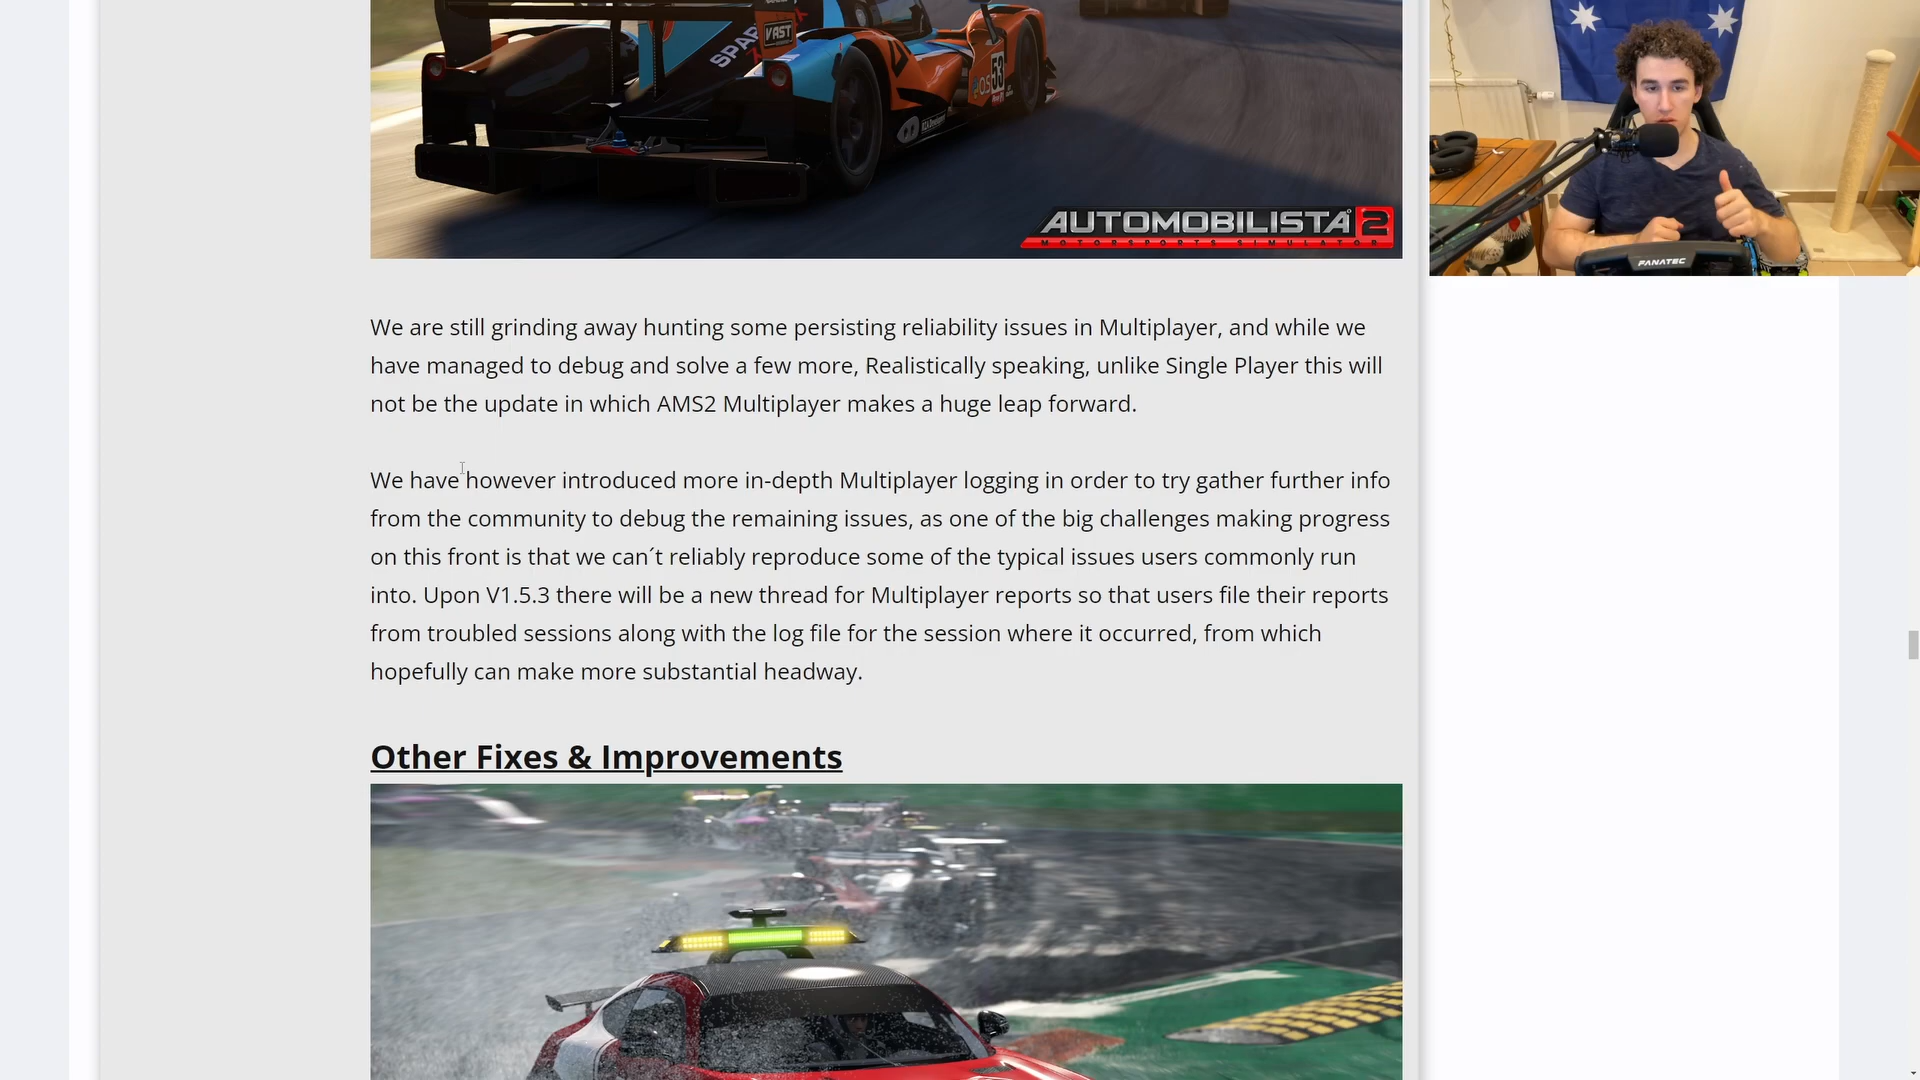 SPAR
VAST
53
AUTOMOBILISTA 2
MOTORSPORTS SIMULATOR
FANATEC
We are still grinding away hunting some persisting reliability issues in Multiplayer, and while we
have managed to debug and solve a few more, Realistically speaking, unlike Single Player this will
not be the update in which AMS2 Multiplayer makes a huge leap forward.
We have however introduced more in-depth Multiplayer logging in order to try gather further info
from the community to debug the remaining issues, as one of the big challenges making progress
on this front is that we can´t reliably reproduce some of the typical issues users commonly run
into. Upon V1.5.3 there will be a new thread for Multiplayer reports so that users file their reports
from troubled sessions along with the log file for the session where it occurred, from which
hopefully can make more substantial headway.
Other Fixes & Improvements